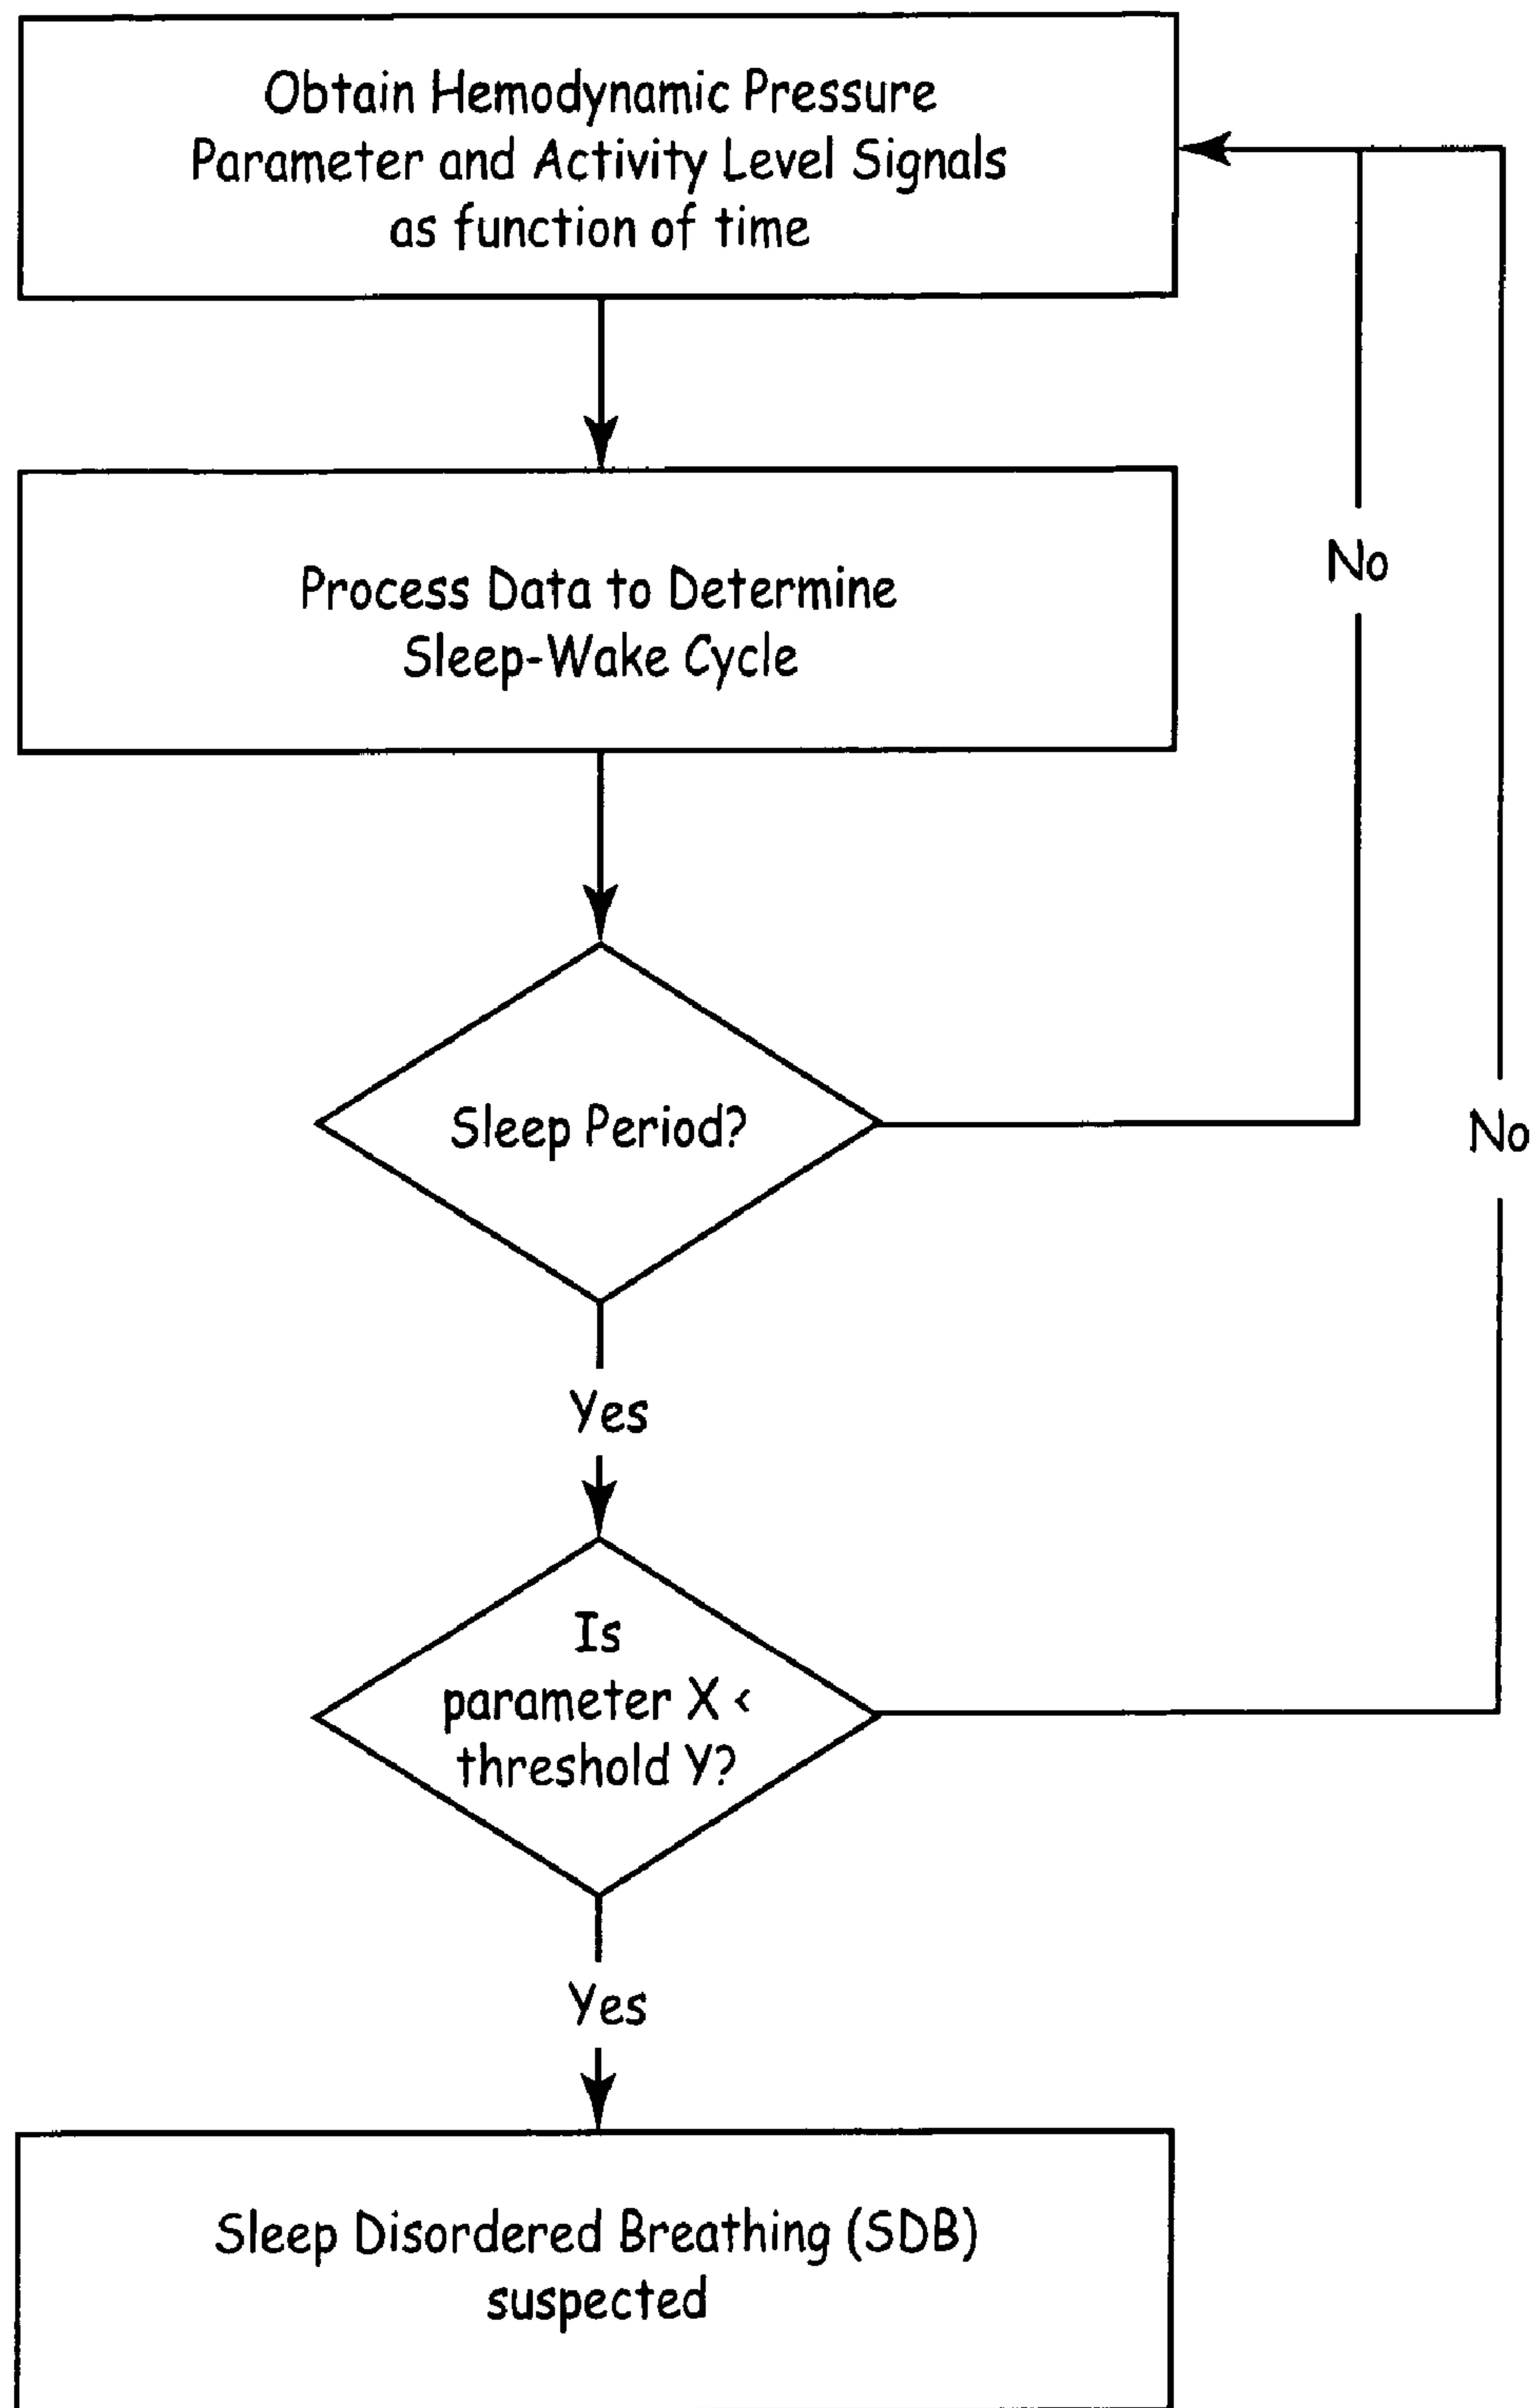 Obtain Hemodynamic Pressure
Parameter and Activity Level Signals
as function of time
Process Data to Determine
Sleep-Wake Cycle
No
Sleep Period?
No
Yes
Is
parameter X <
threshold Y?
Yes
Sleep Disordered Breathing (SDB)
suspected